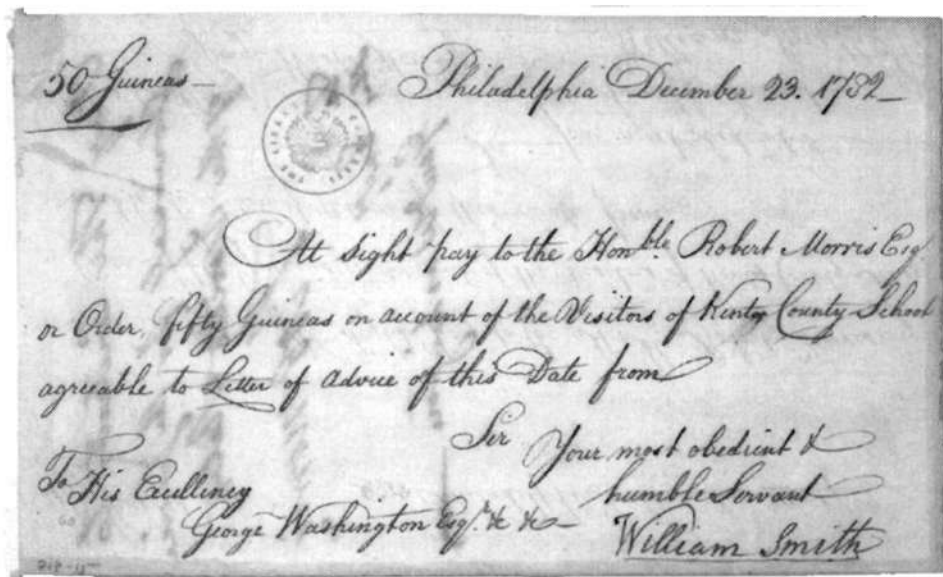 50 Guineas—
Philadelphia December 23. 1782—
At Sight pay to the Honble. Robert Morris Esqr
or Order, fifty Guineas on account of the Visitors of Kent County School
agreable to Letter of advice of this Date from
Sir Your most obedient &
To His Excellency humble Servant
George Washington Esqr. &c &c— William Smith